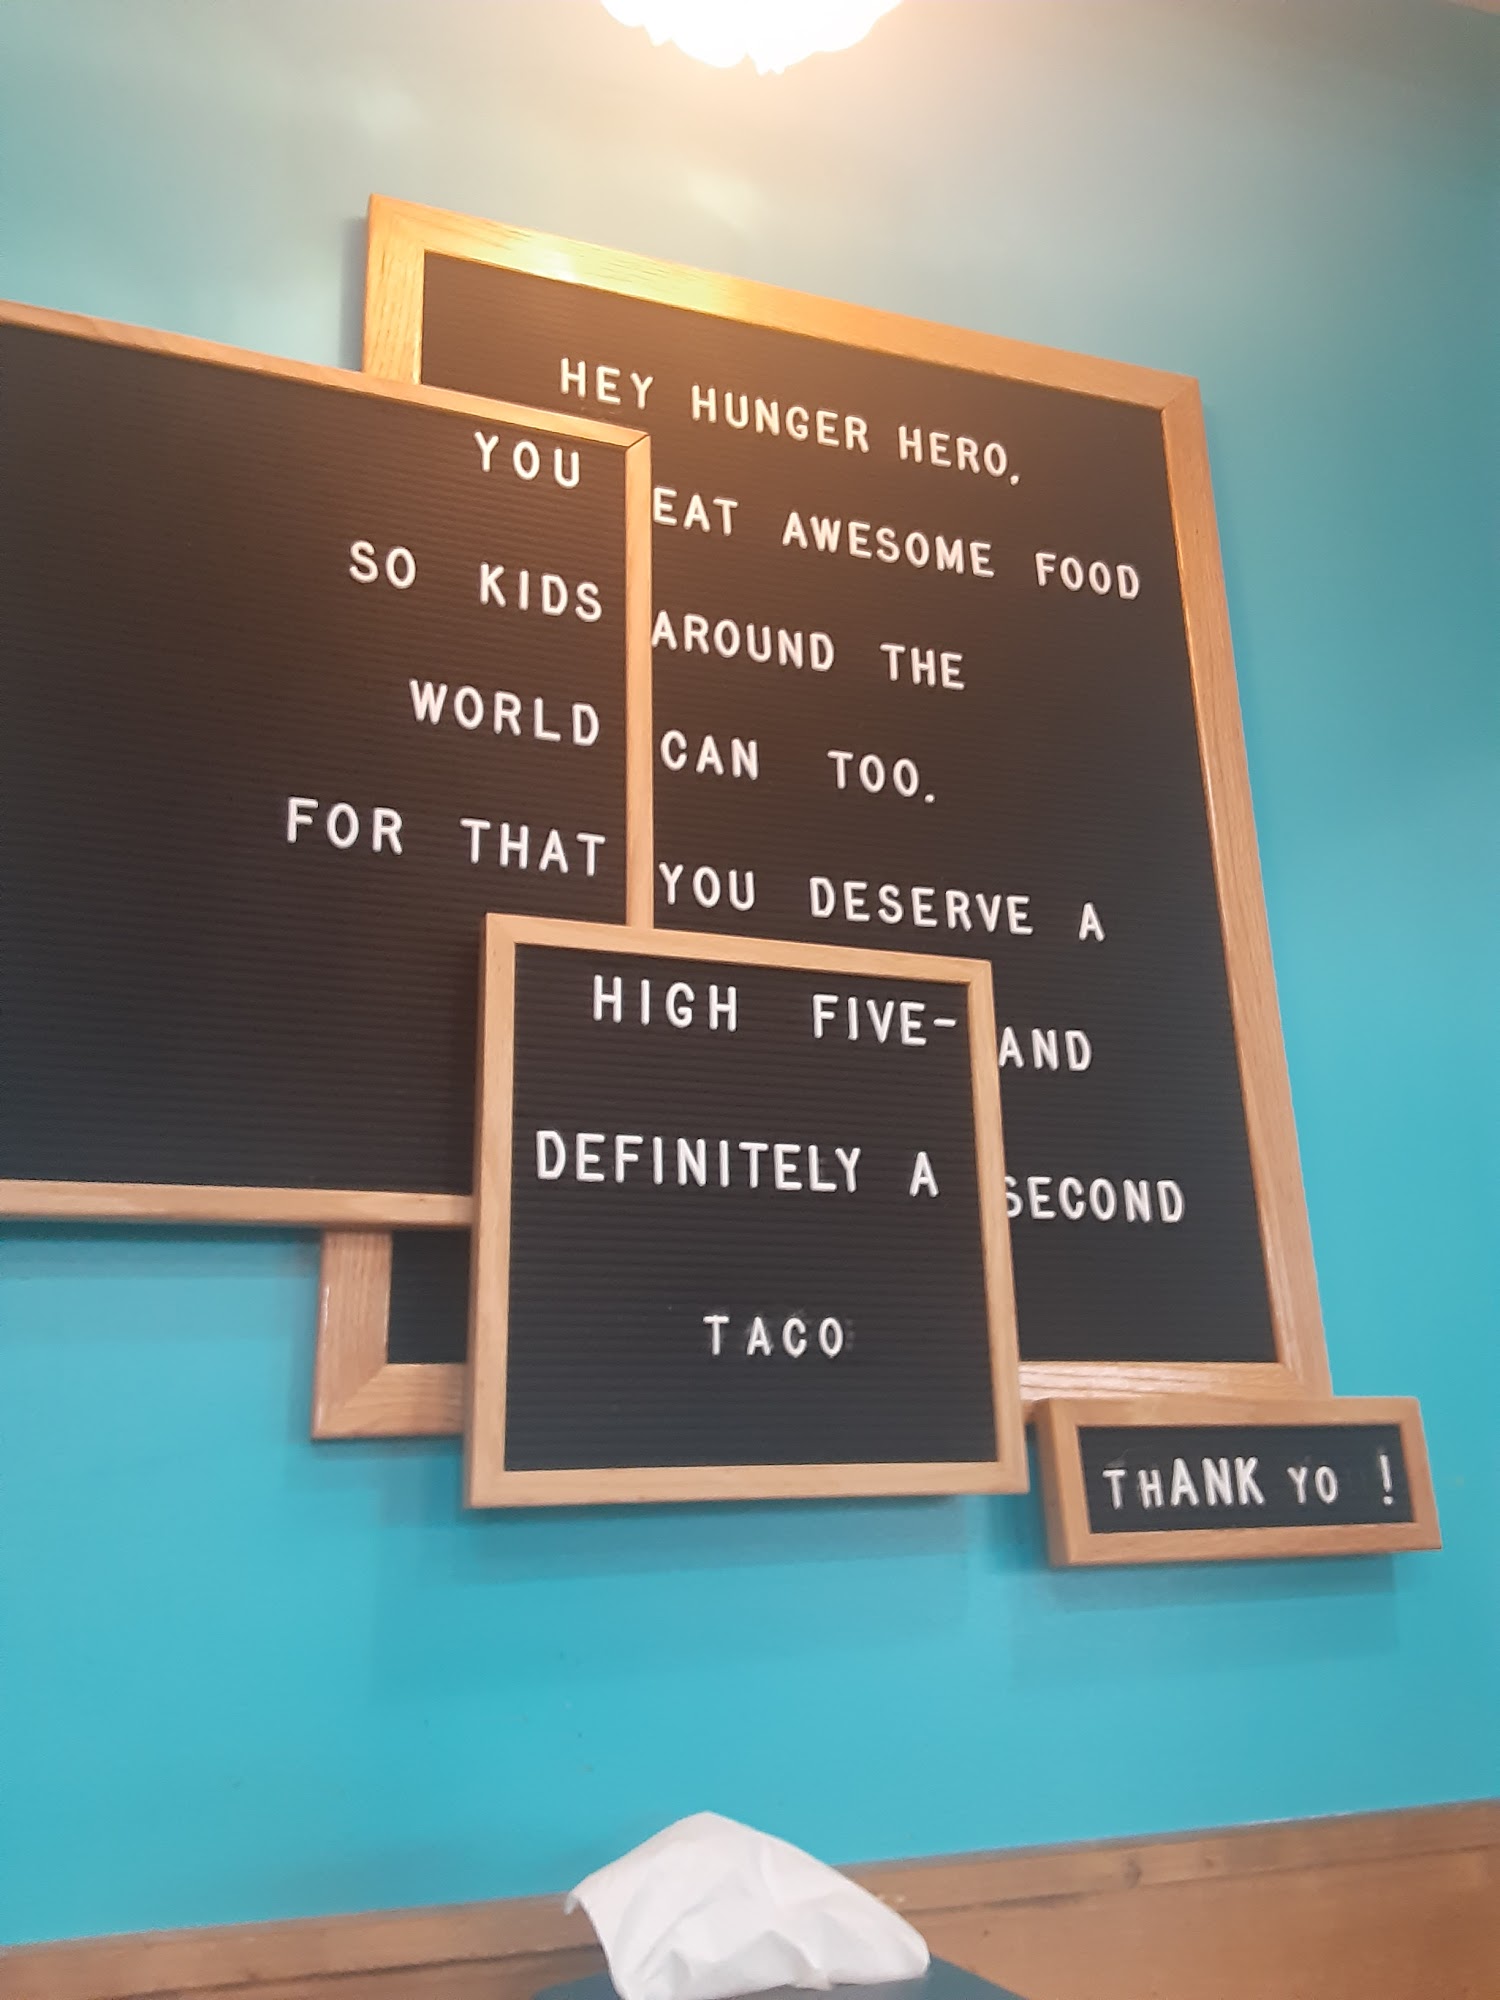 HEY HUNGER HERO,
YOU EAT AWESOME FOOD
SO KIDS AROUND THE
WORLD CAN TOO.
FOR THAT YOU DESERVE A
HIGH FIVE- AND
DEFINITELY A SECOND
TACO
THANK YO !